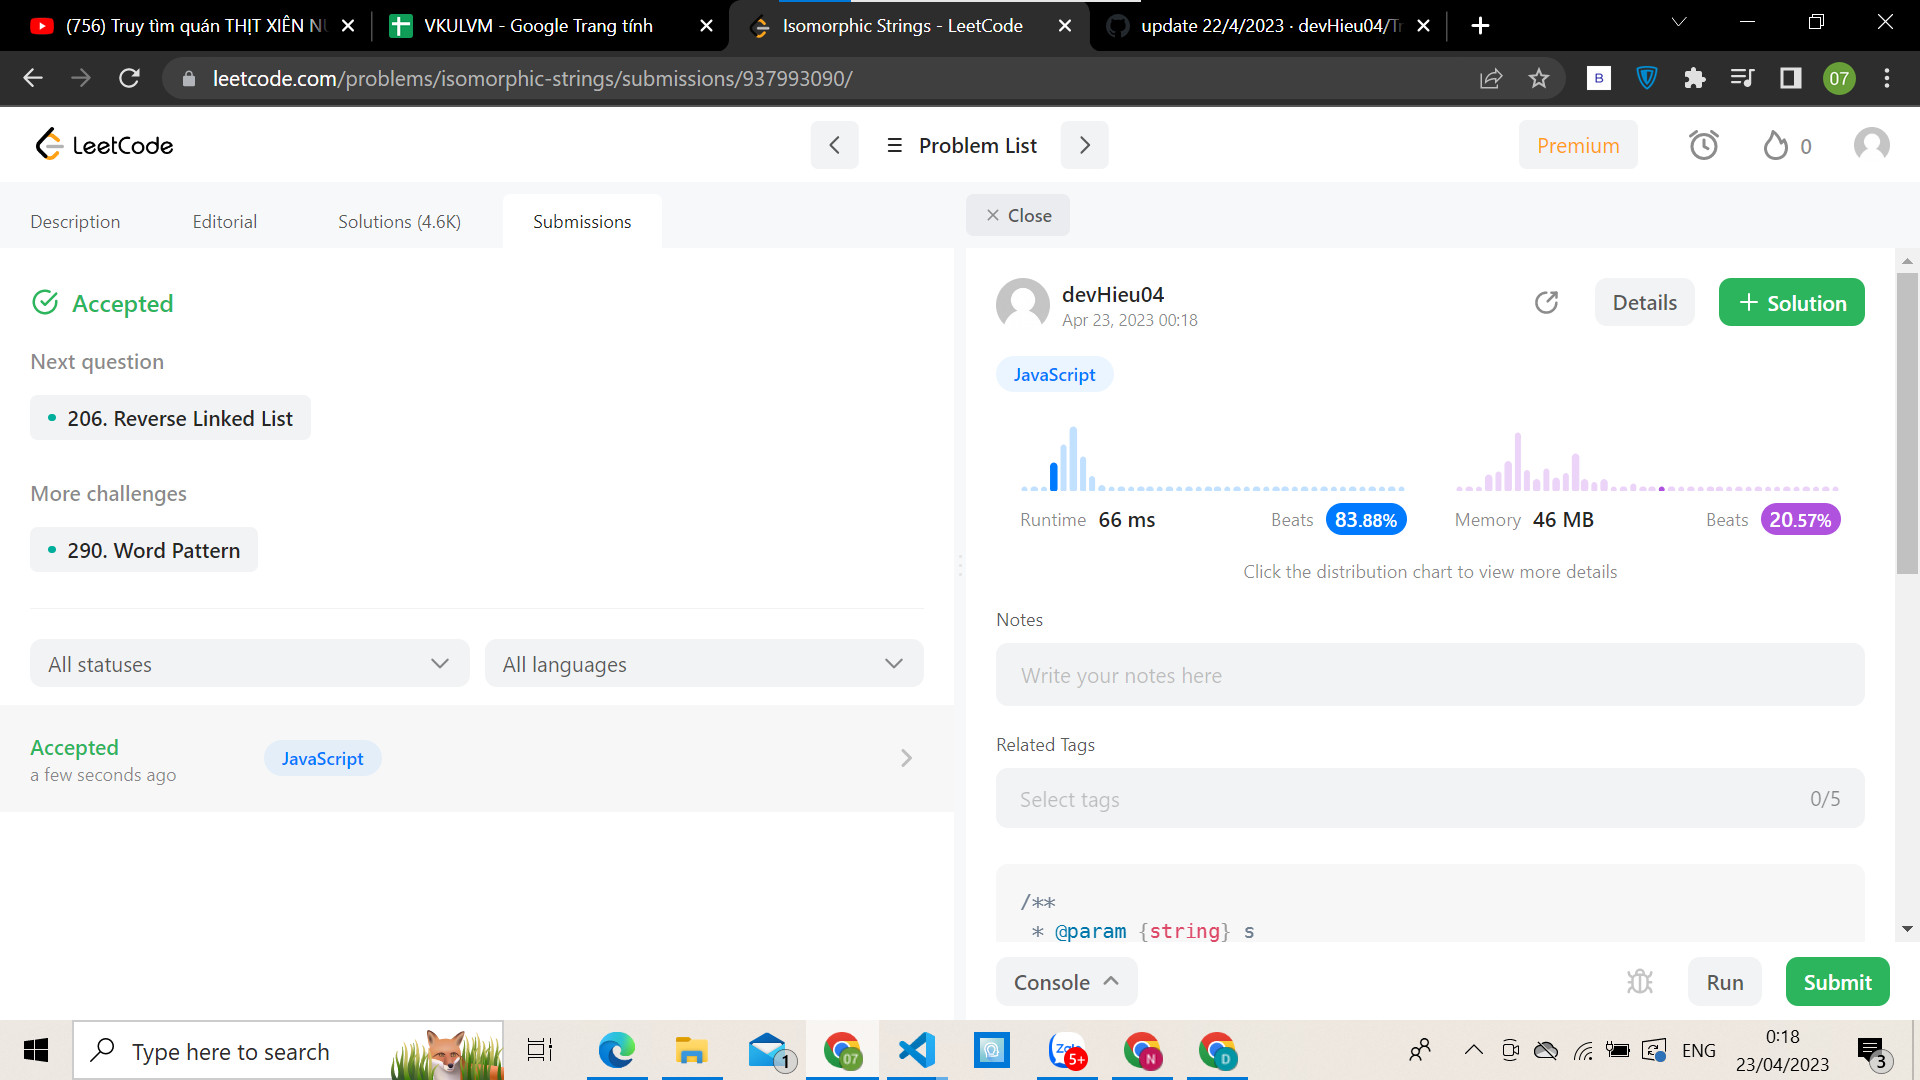 (756) Truy tìm quán THỊT XIÊN
VKULVM - Google Trang tính
Isomorphic Strings - LeetCode
update 22/4/2023 · devHieu04/Tr
leetcode.com/problems/isomorphic-strings/submissions/937993090/
B
07
LeetCode
Problem List
Premium
0
Description
Editorial
Solutions (4.6K)
Submissions
Close
Accepted
devHieu04
Apr 23, 2023 00:18
Details
+ Solution
Next question
JavaScript
206. Reverse Linked List
More challenges
290. Word Pattern
Runtime 66 ms
Beats 83.88%
Memory 46 MB
Beats 20.57%
Click the distribution chart to view more details
Notes
Write your notes here
All statuses
All languages
Accepted
a few seconds ago
JavaScript
Related Tags
Select tags
0/5
/**
* @param {string} s
Console
Run
Submit
Type here to search
1
07
5+
N
D
ENG
0:18
23/04/2023
3